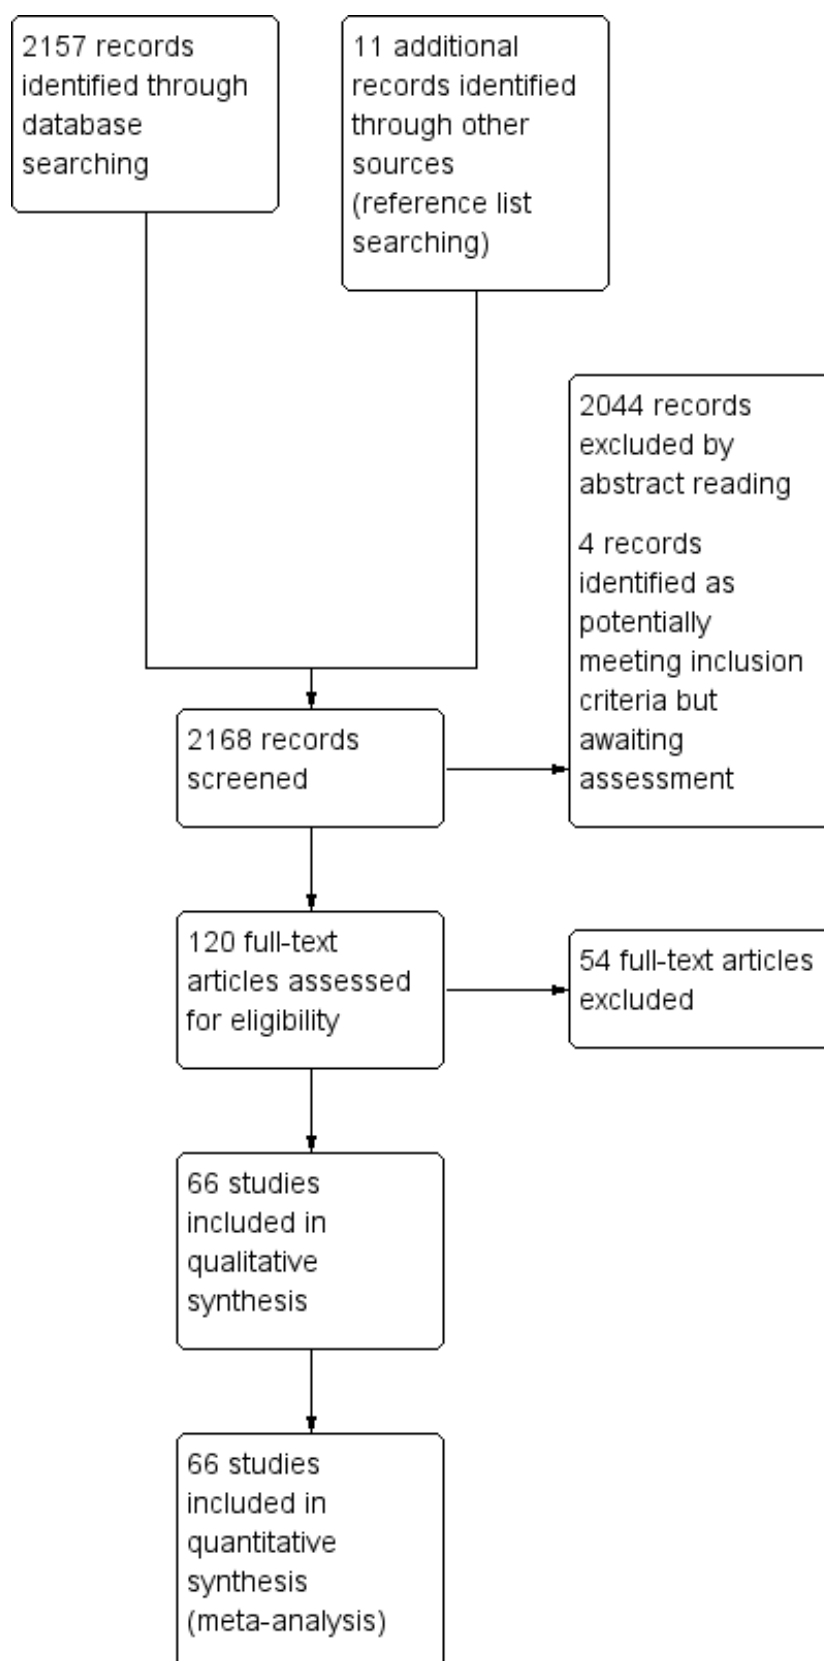 2157 records
identified through
database
searching
11 additional
records identified
through other
sources
(reference list
searching)
2044 records
excluded by
abstract reading
4 records
identified as
potentially
meeting inclusion
criteria but
awaiting
assessment
2168 records
screened
120 full-text
articles assessed
for eligibility
54 full-text articles
excluded
66 studies
included in
qualitative
synthesis
66 studies
included in
quantitative
synthesis
(meta-analysis)